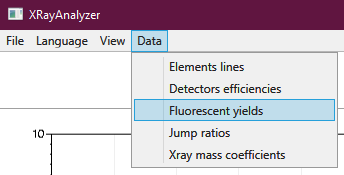 XRayAnalyzer
File Language View Data
Elements lines
Detectors efficiencies
Fluorescent yields
Jump ratios
Xray mass coefficients
10